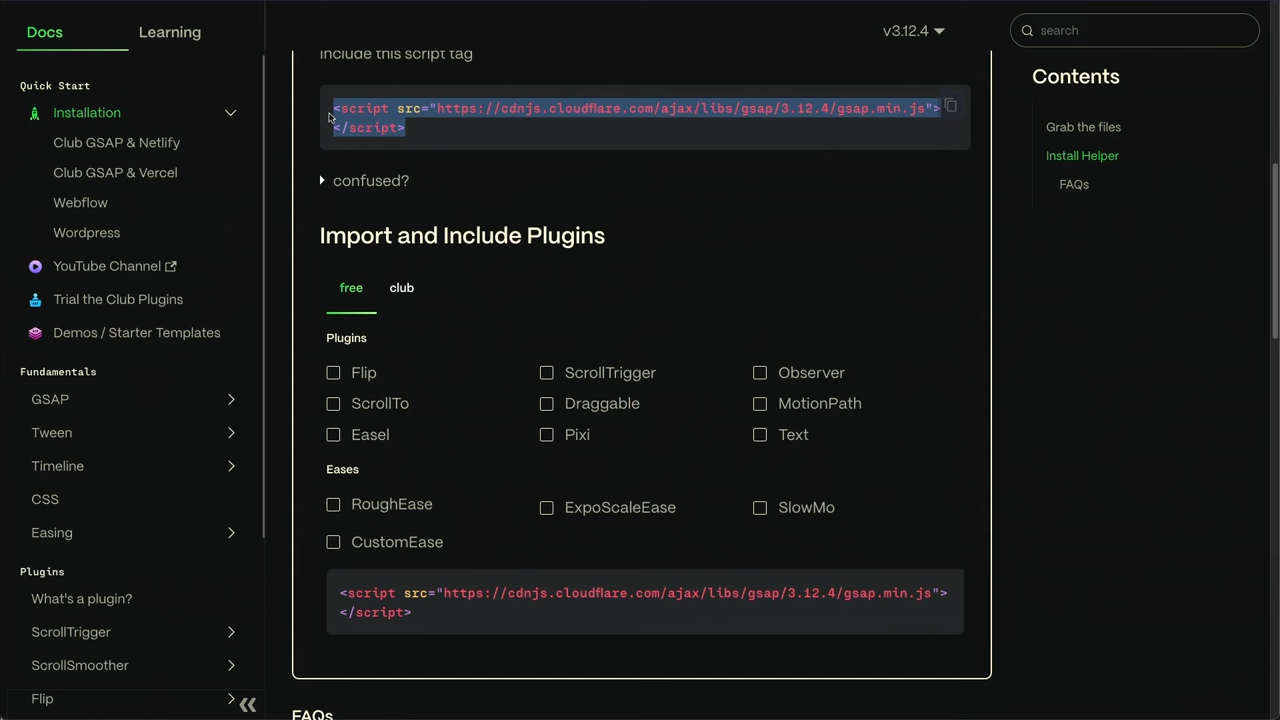 Docs
Learning
v3.12.4
search
Quick Start
Installation
Club GSAP & Netlify
Club GSAP & Vercel
Webflow
Wordpress
YouTube Channel
Trial the Club Plugins
Demos / Starter Templates
Fundamentals
GSAP
Tween
Timeline
CSS
Easing
Plugins
What's a plugin?
ScrollTrigger
ScrollSmoother
Flip
include this script tag
<script src="https://cdnjs.cloudflare.com/ajax/libs/gsap/3.12.4/gsap.min.js">
</script>
confused?
Import and Include Plugins
free club
Plugins
Flip ScrollTrigger Observer
ScrollTo Draggable MotionPath
Easel Pixi Text
Eases
RoughEase ExpoScaleEase SlowMo
CustomEase
<script src="https://cdnjs.cloudflare.com/ajax/libs/gsap/3.12.4/gsap.min.js">
</script>
FAQs
Contents
Grab the files
Install Helper
FAQs